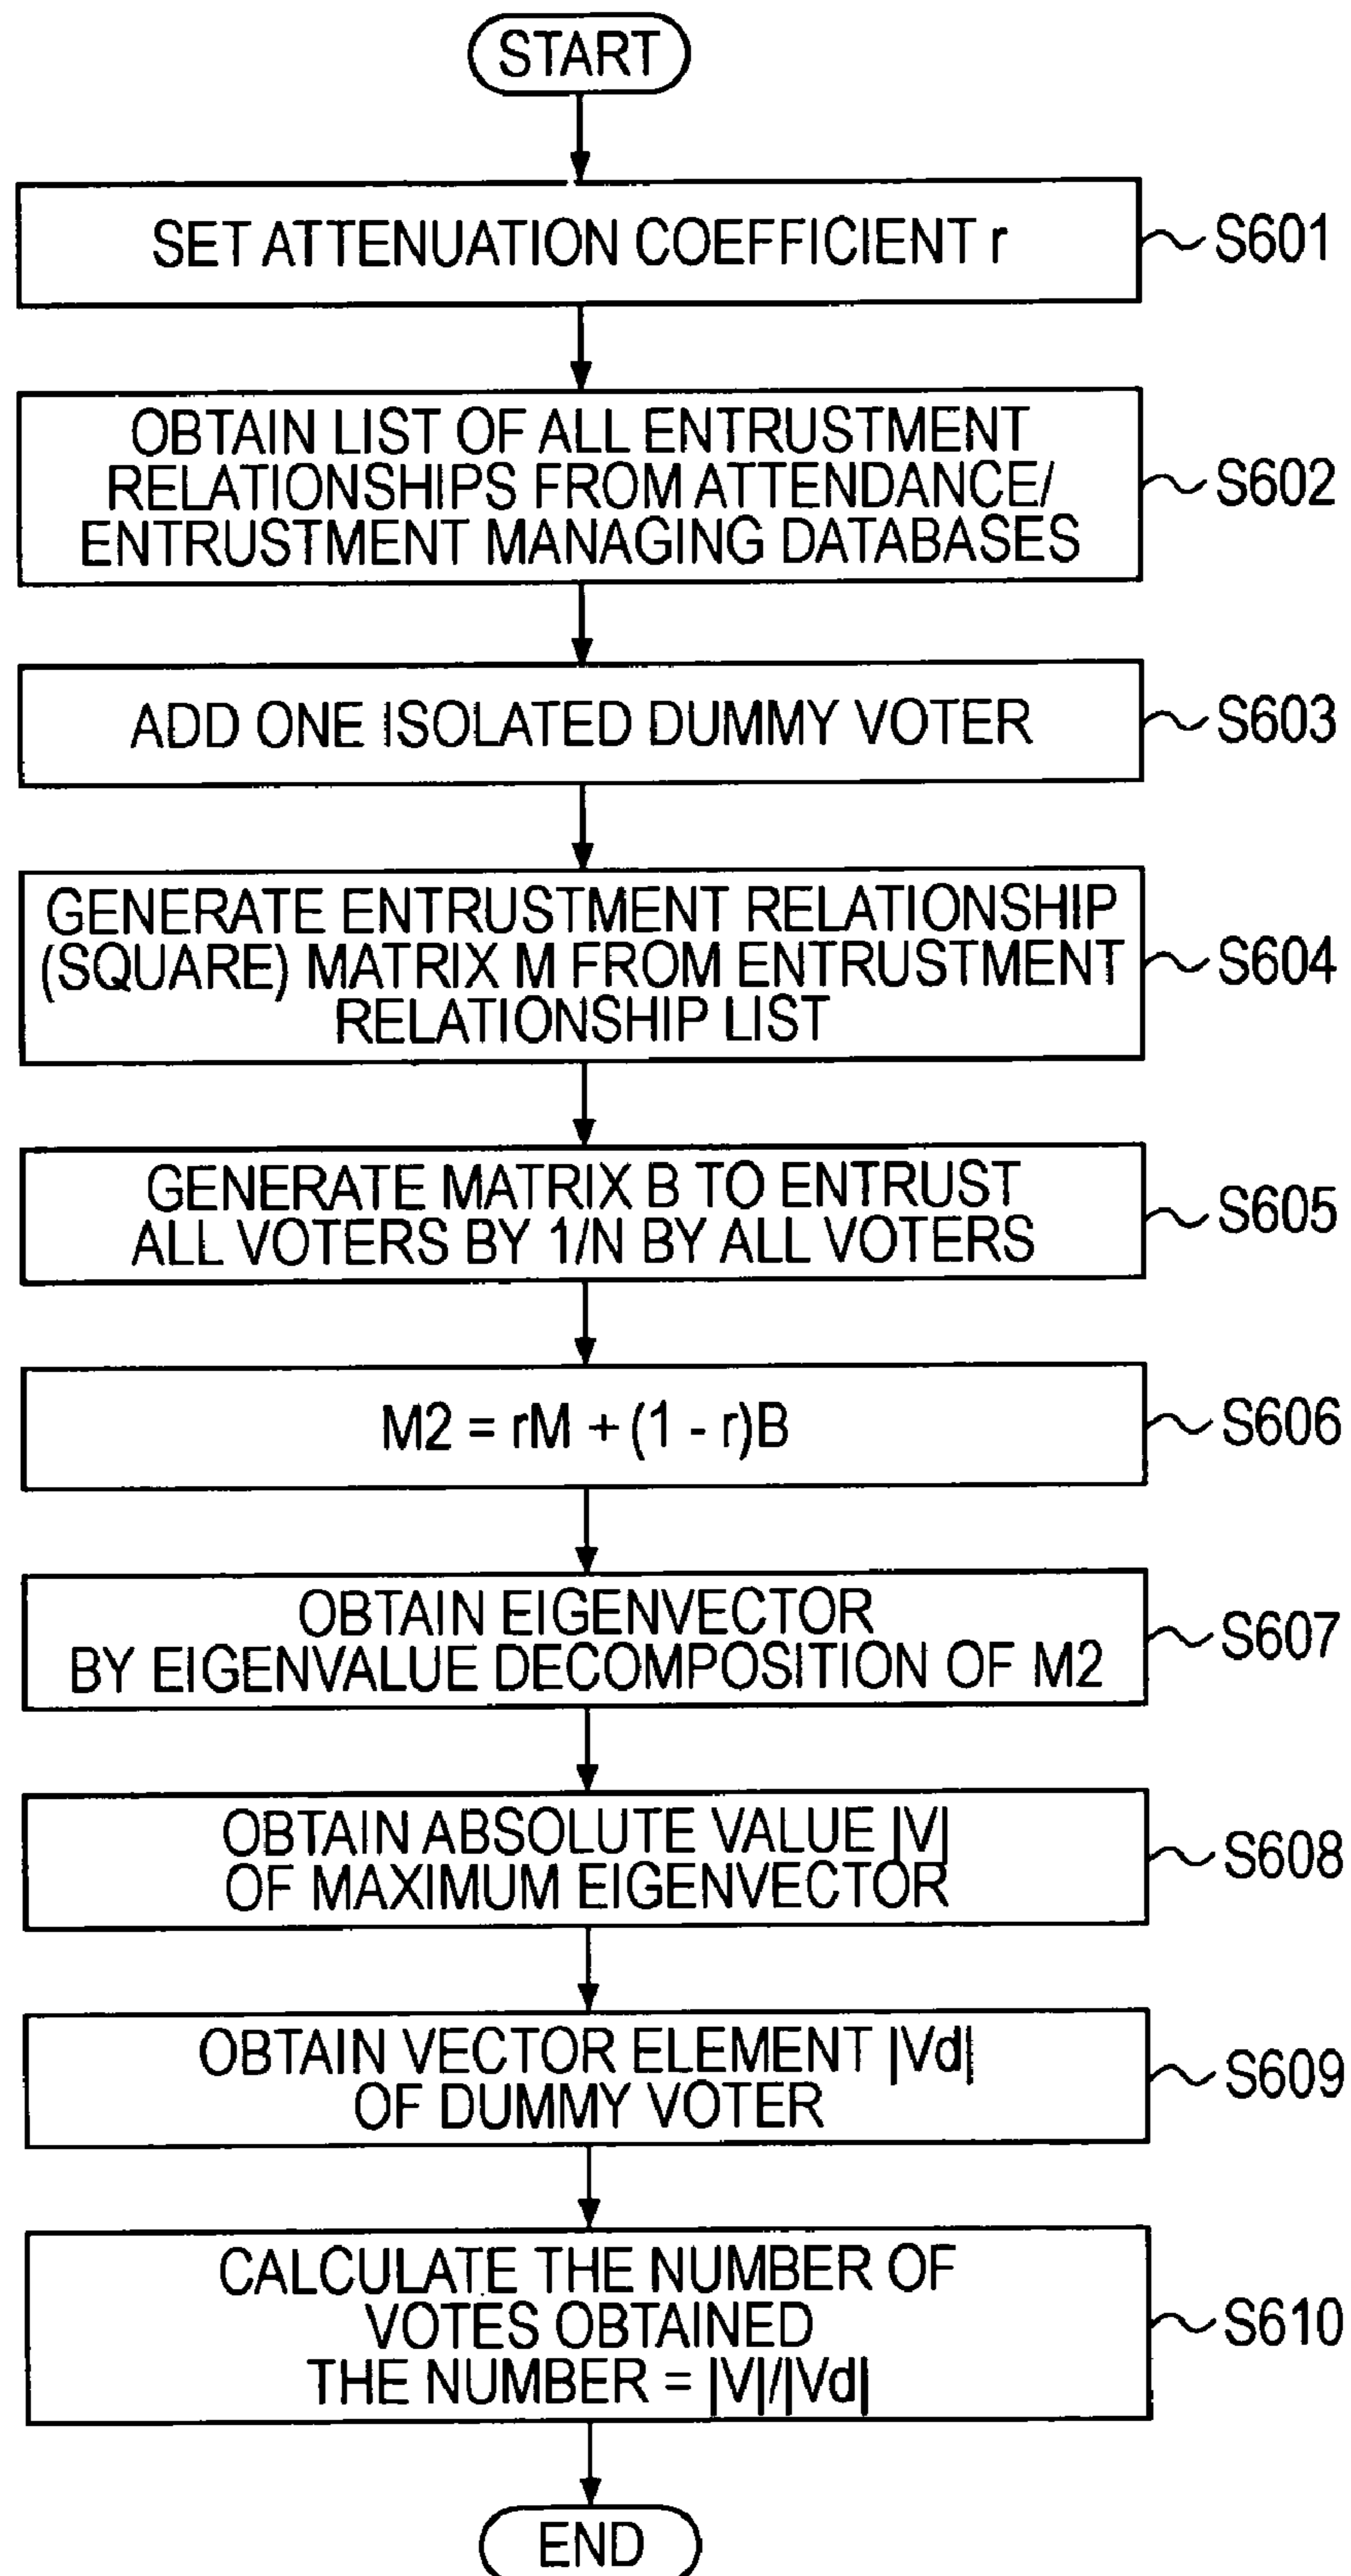 START
SET ATTENUATION COEFFICIENT r
S601
OBTAIN LIST OF ALL ENTRUSTMENT
RELATIONSHIPS FROM ATTENDANCE/
ENTRUSTMENT MANAGING DATABASES
S602
ADD ONE ISOLATED DUMMY VOTER
S603
GENERATE ENTRUSTMENT RELATIONSHIP
(SQUARE) MATRIX M FROM ENTRUSTMENT
RELATIONSHIP LIST
S604
GENERATE MATRIX B TO ENTRUST
ALL VOTERS BY 1/N BY ALL VOTERS
S605
M2 = rM + (1 - r)B
S606
OBTAIN EIGENVECTOR
BY EIGENVALUE DECOMPOSITION OF M2
S607
OBTAIN ABSOLUTE VALUE |V|
OF MAXIMUM EIGENVECTOR
S608
OBTAIN VECTOR ELEMENT |Vd|
OF DUMMY VOTER
S609
CALCULATE THE NUMBER OF
VOTES OBTAINED
THE NUMBER = |V|/|Vd|
S610
END